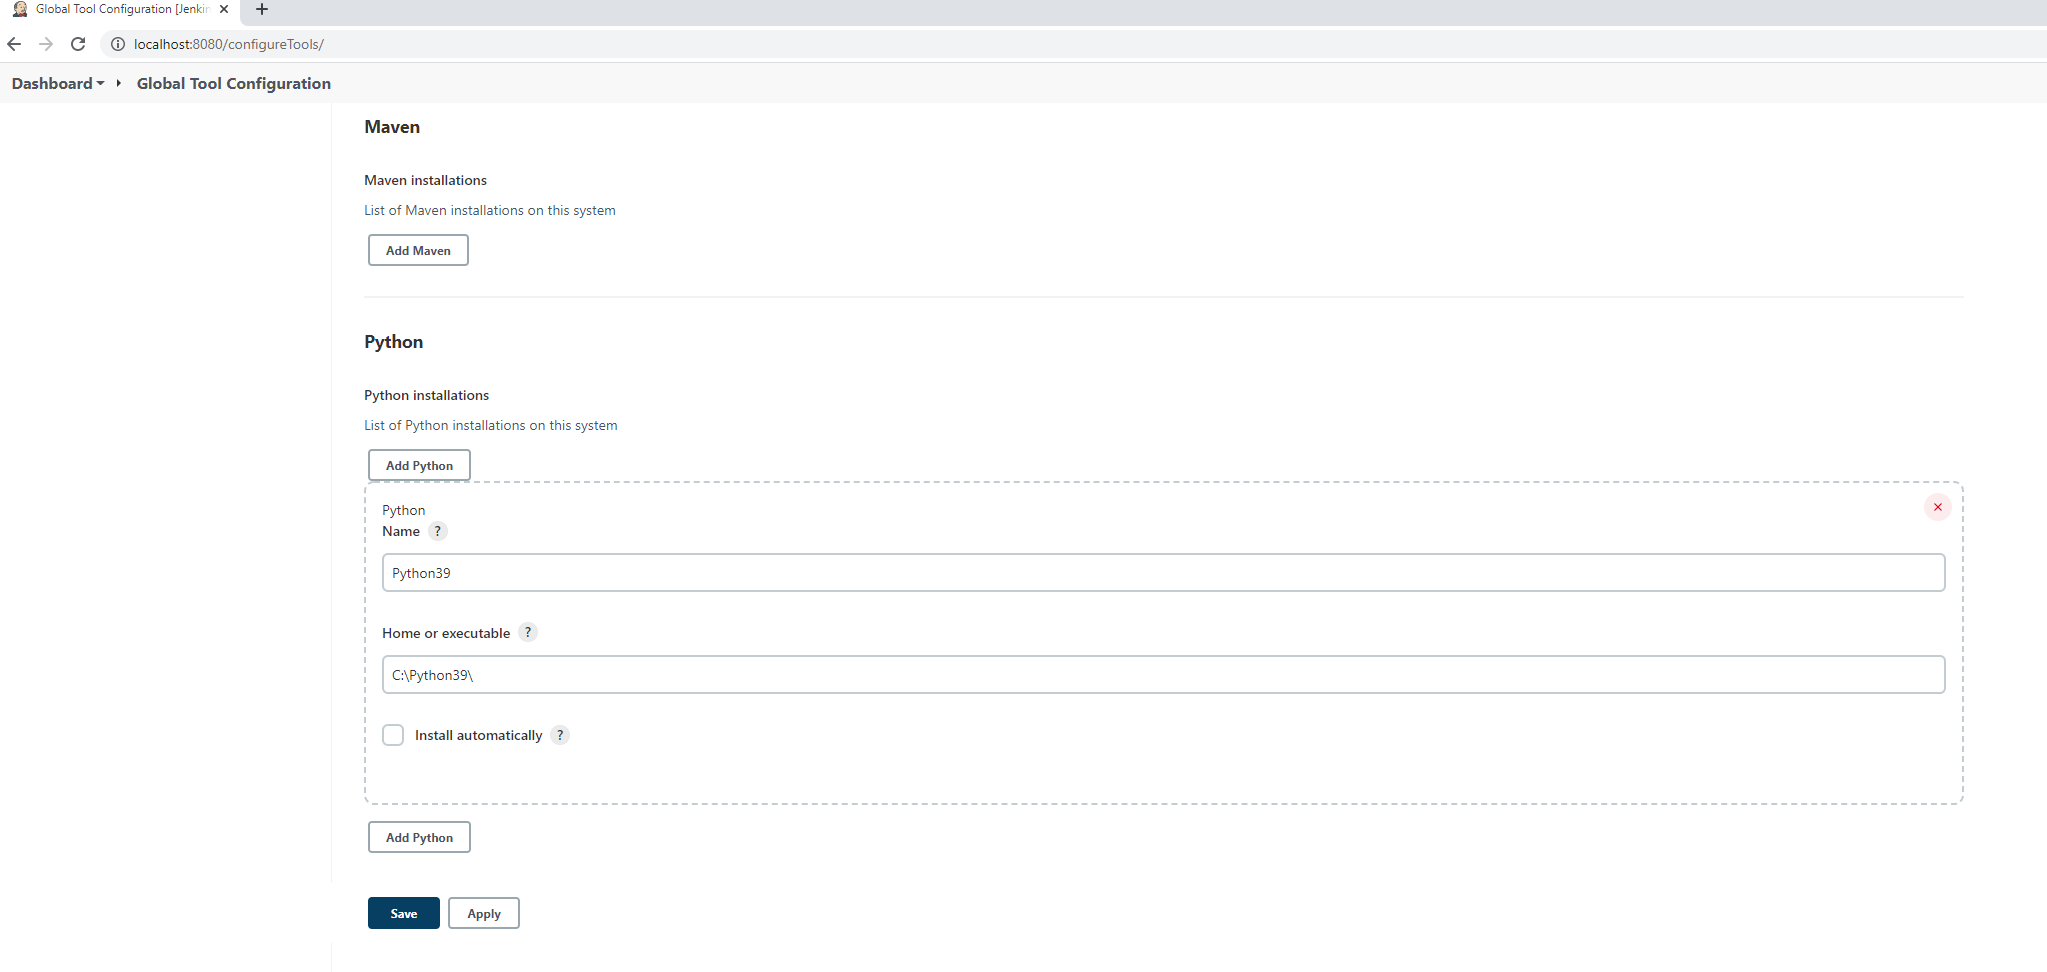 Global Tool Configuration [Jenkin
localhost:8080/configureTools/
Dashboard Global Tool Configuration
Maven
Maven installations
List of Maven installations on this system
Add Maven
Python
Python installations
List of Python installations on this system
Add Python
Python
Name ?
Python39
Home or executable ?
C:\Python39\
Install automatically ?
Add Python
Save Apply